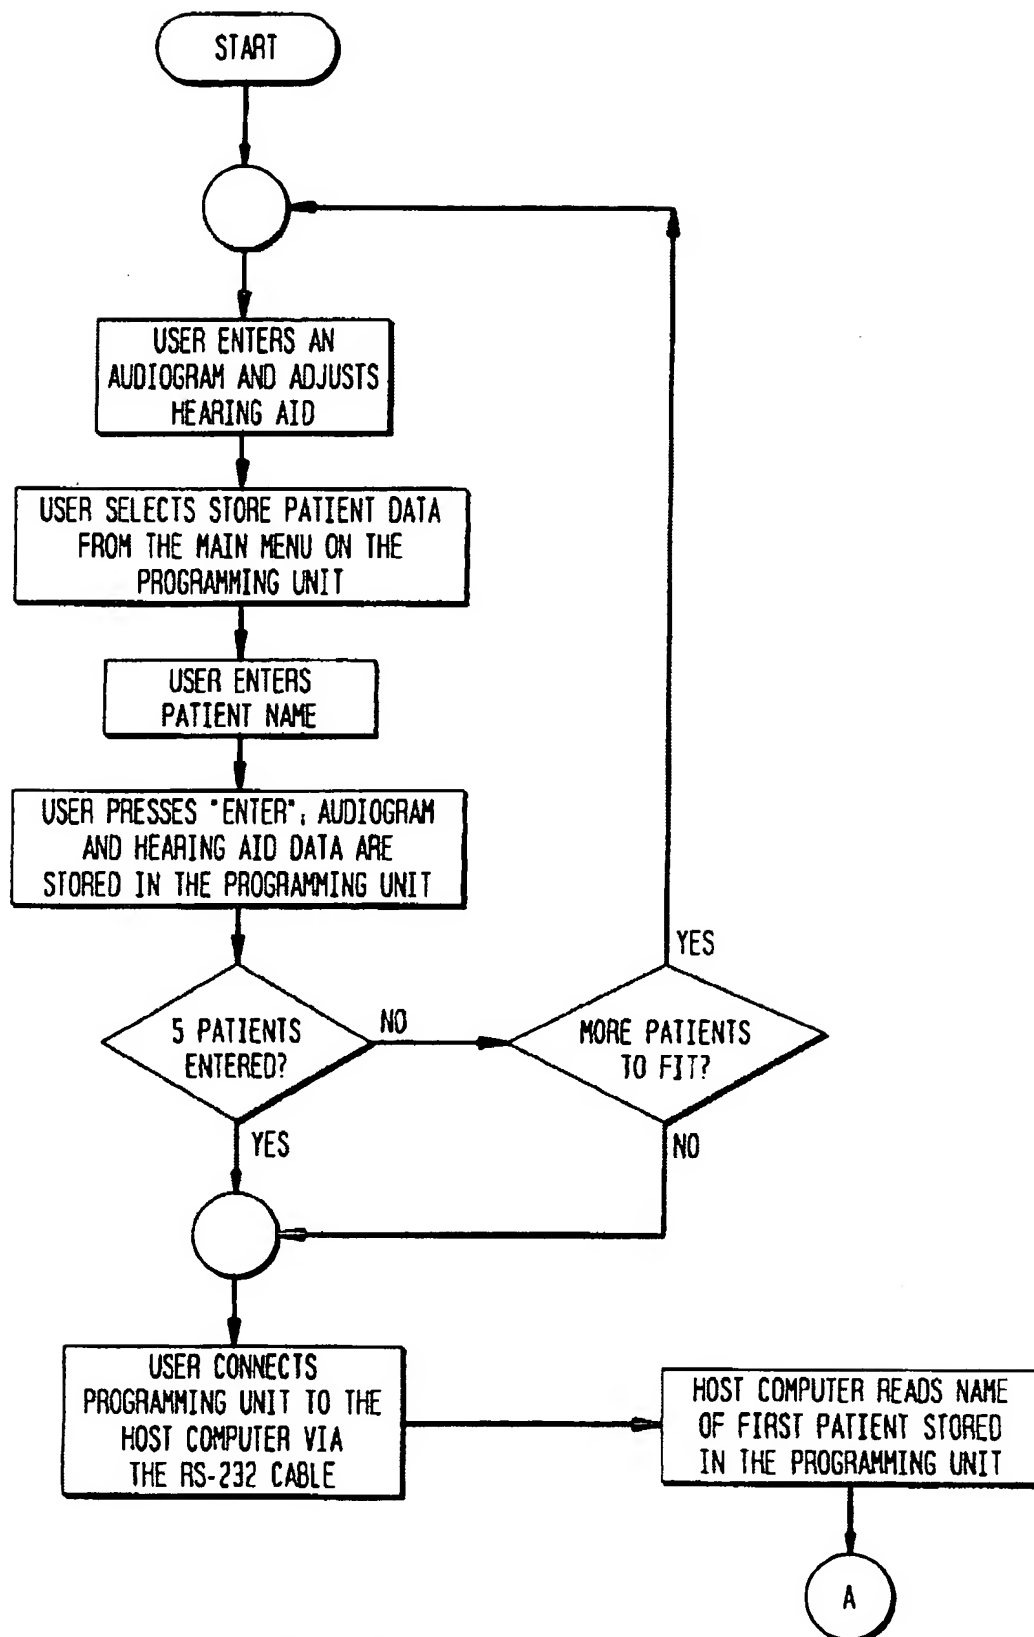 START
USER ENTERS AN
AUDIOGRAM AND ADJUSTS
HEARING AID
USER SELECTS STORE PATIENT DATA
FROM THE MAIN MENU ON THE
PROGRAMMING UNIT
USER ENTERS
PATIENT NAME
USER PRESSES "ENTER"; AUDIOGRAM
AND HEARING AID DATA ARE
STORED IN THE PROGRAMMING UNIT
5 PATIENTS
ENTERED?
NO
YES
MORE PATIENTS
TO FIT?
YES
NO
USER CONNECTS
PROGRAMMING UNIT TO THE
HOST COMPUTER VIA
THE RS-232 CABLE
HOST COMPUTER READS NAME
OF FIRST PATIENT STORED
IN THE PROGRAMMING UNIT
A